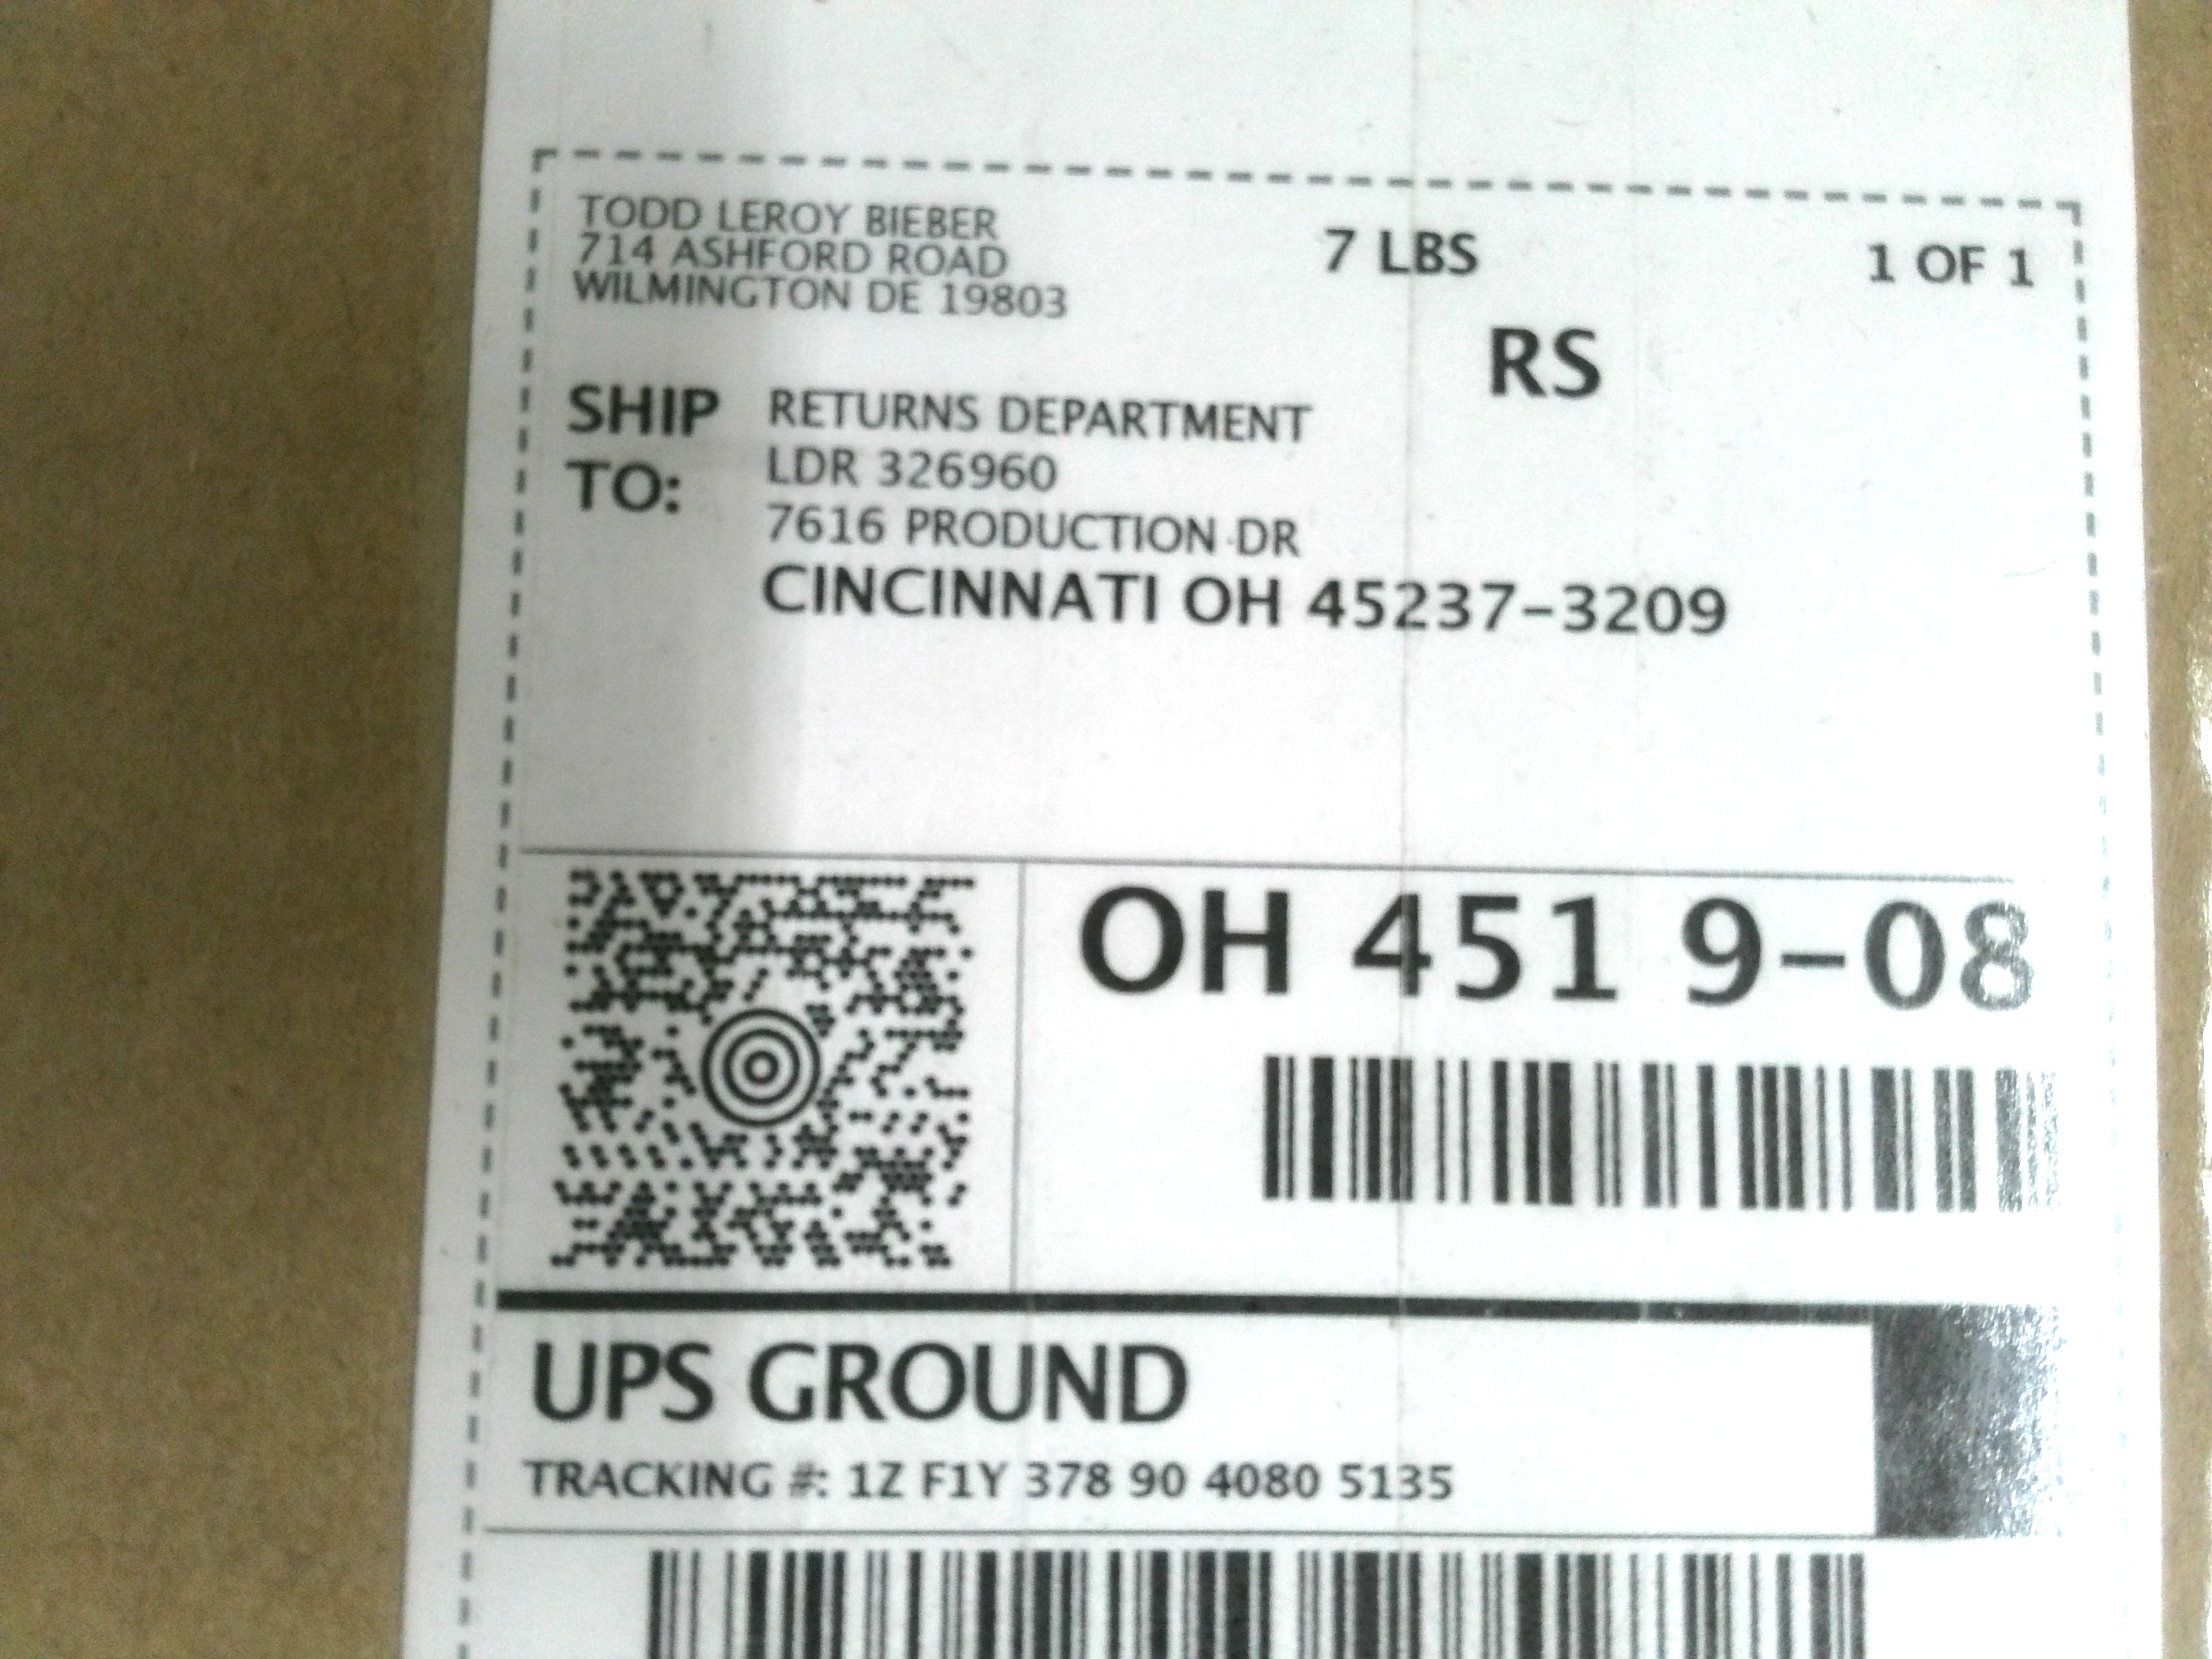 TODD LEROY BIEBER
714 ASHFORD ROAD
WILMINGTON DE 19803
7 LBS
1 OF 1
RS
SHIP TO:
RETURNS DEPARTMENT
LDR 326960
7616 PRODUCTION DR
CINCINNATI OH 45237-3209
OH 451 9-08
UPS GROUND
TRACKING #: 1Z F1Y 378 90 4080 5135